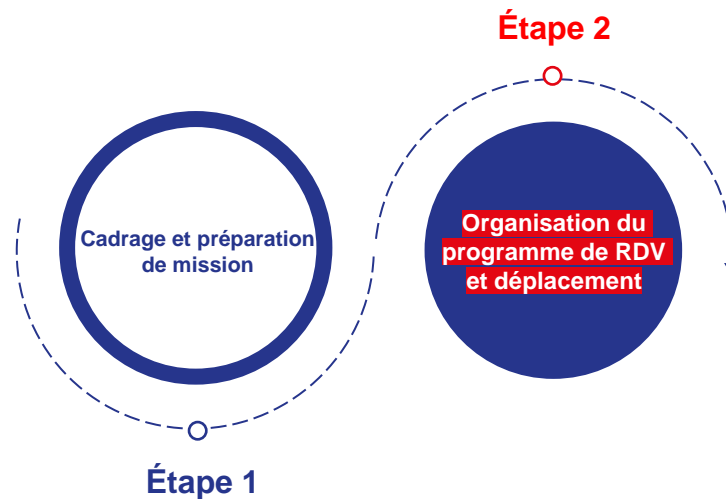 Étape 2
Cadrage et préparation
de mission
Organisation du
programme de RDV
et déplacement
Étape 1